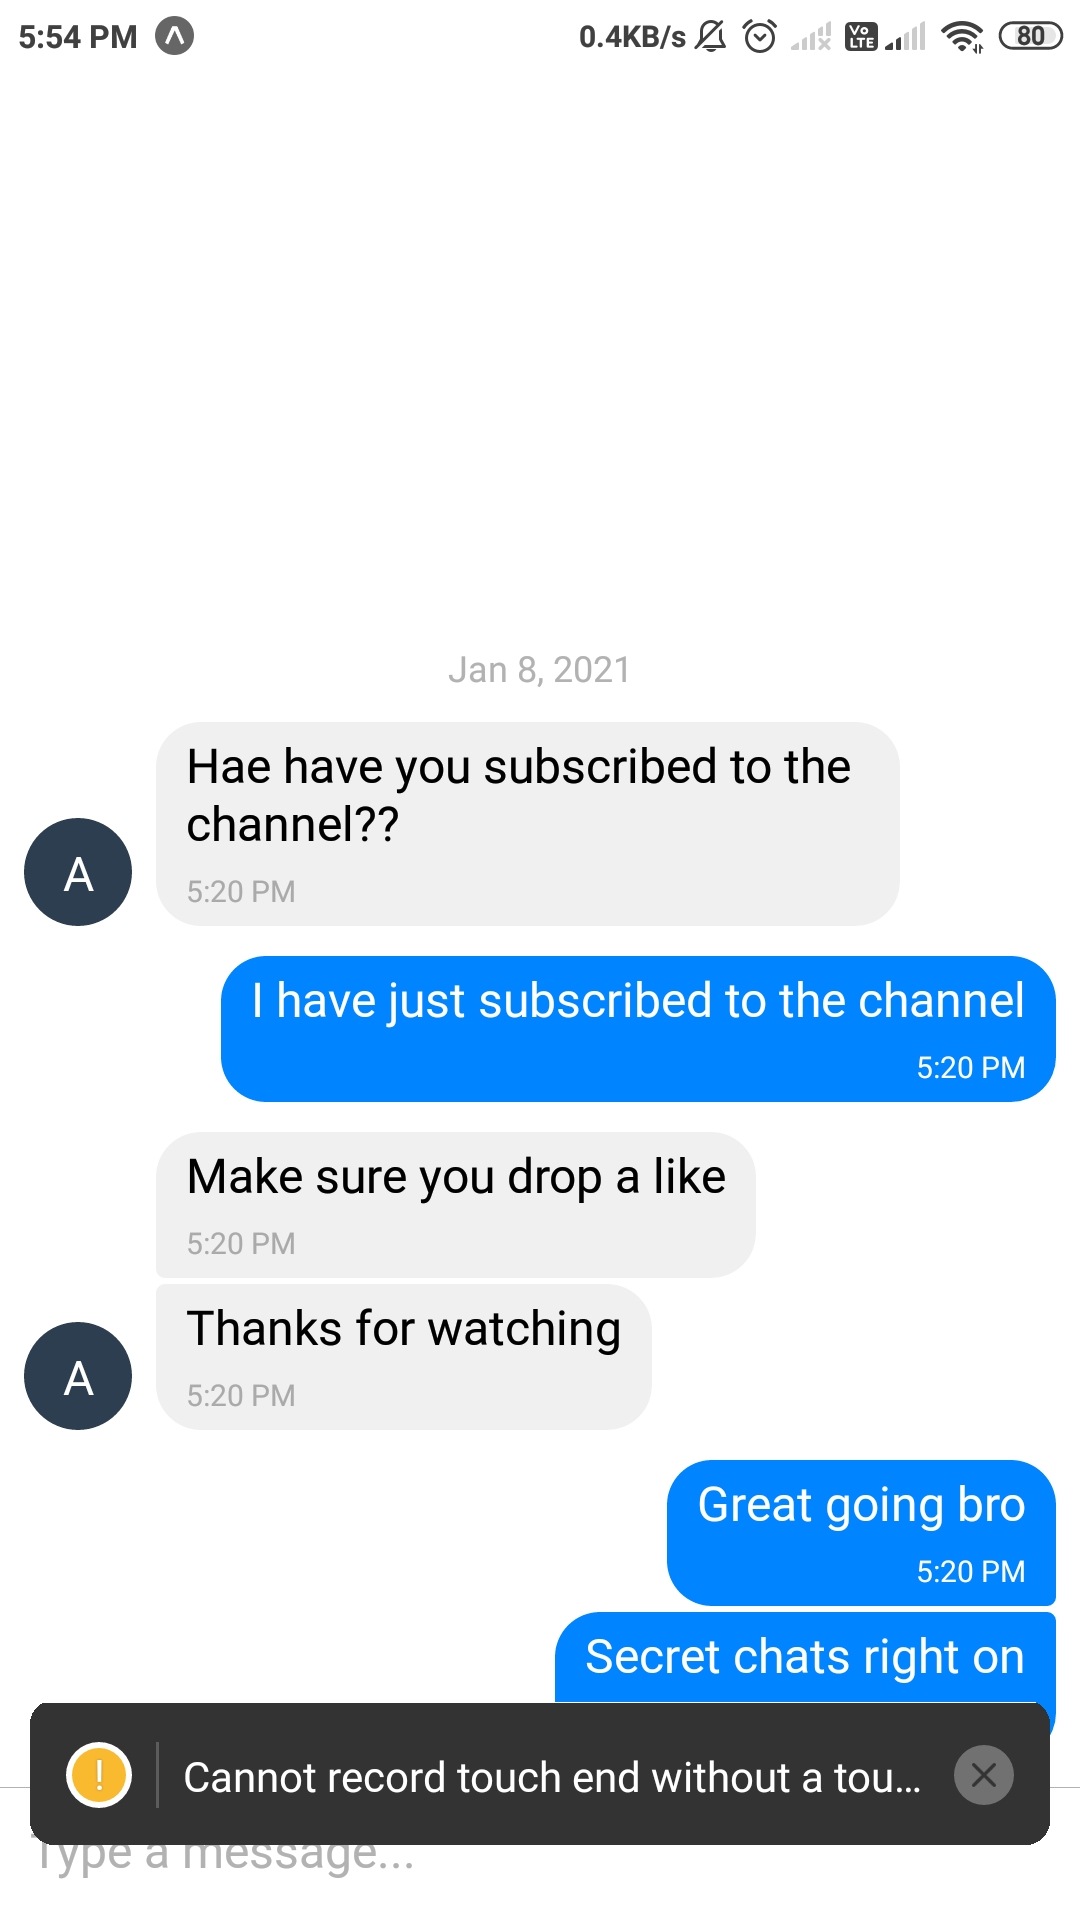 5:54 PM
0.4KB/s
Vo
LTE
80
Jan 8, 2021
Hae have you subscribed to the
channel??
5:20 PM
A
I have just subscribed to the channel
5:20 PM
Make sure you drop a like
5:20 PM
Thanks for watching
5:20 PM
A
Great going bro
5:20 PM
Secret chats right on
! Cannot record touch end without a tou...
Type a message...